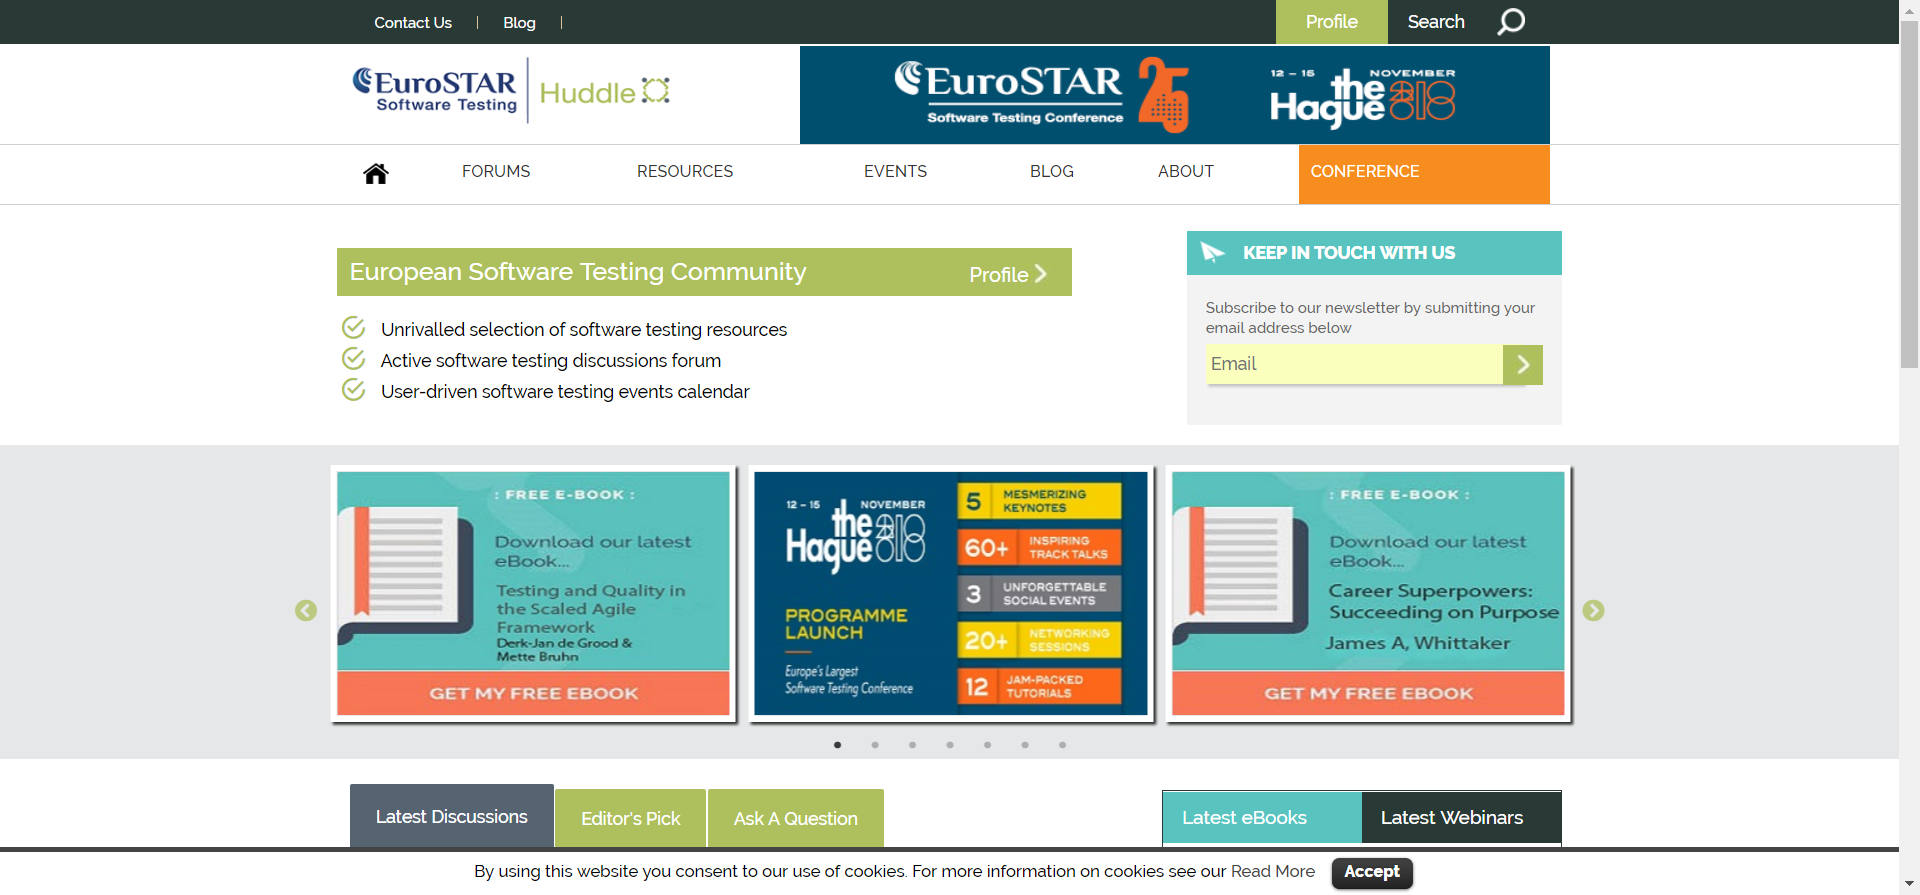 Contact Us | Blog |
Profile
Search
EuroSTAR
Software Testing
Huddle
EuroSTAR
Software Testing Conference
25
12 – 15 NOVEMBER
the
Hague 2018
FORUMS
RESOURCES
EVENTS
BLOG
ABOUT
CONFERENCE
European Software Testing Community
Profile
Unrivalled selection of software testing resources
Active software testing discussions forum
User-driven software testing events calendar
KEEP IN TOUCH WITH US
Subscribe to our newsletter by submitting your
email address below
Email
: FREE E-BOOK :
Download our latest
eBook...
Testing and Quality in
the Scaled Agile
Framework
Derk-Jan de Grood &
Mette Bruhn
GET MY FREE EBOOK
12 – 15 NOVEMBER
the
Hague 2018
PROGRAMME
LAUNCH
Europe's Largest
Software Testing Conference
5 MESMERIZING
KEYNOTES
60+ INSPIRING
TRACK TALKS
3 UNFORGETTABLE
SOCIAL EVENTS
20+ NETWORKING
SESSIONS
12 JAM-PACKED
TUTORIALS
: FREE E-BOOK :
Download our latest
eBook...
Career Superpowers:
Succeeding on Purpose
James A, Whittaker
GET MY FREE EBOOK
Latest Discussions
Editor's Pick
Ask A Question
Latest eBooks
Latest Webinars
By using this website you consent to our use of cookies. For more information on cookies see our Read More
Accept